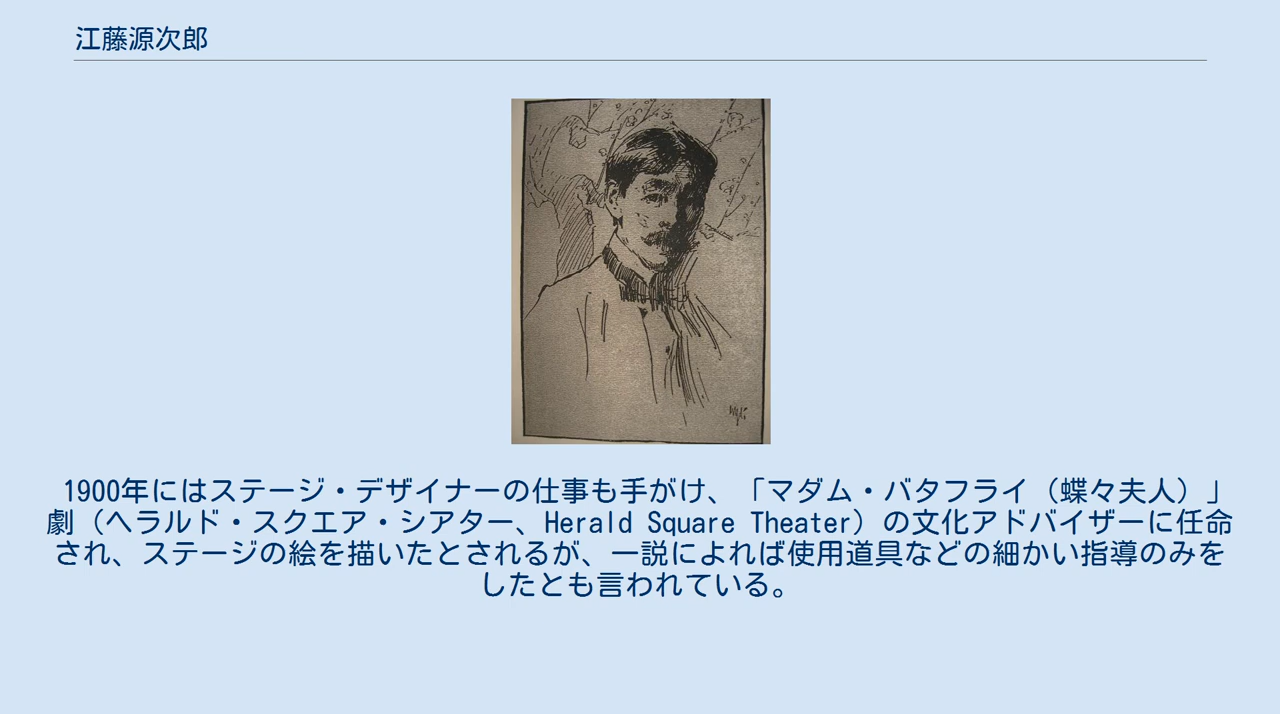 江藤源次郎
1900年にはステージ・デザイナーの仕事も手がけ、「マダム・バタフライ（蝶々夫人）」
劇（ヘラルド・スクエア・シアター、Herald Square Theater）の文化アドバイザーに任命
され、ステージの絵を描いたとされるが、一説によれば使用道具などの細かい指導のみを
したとも言われている。